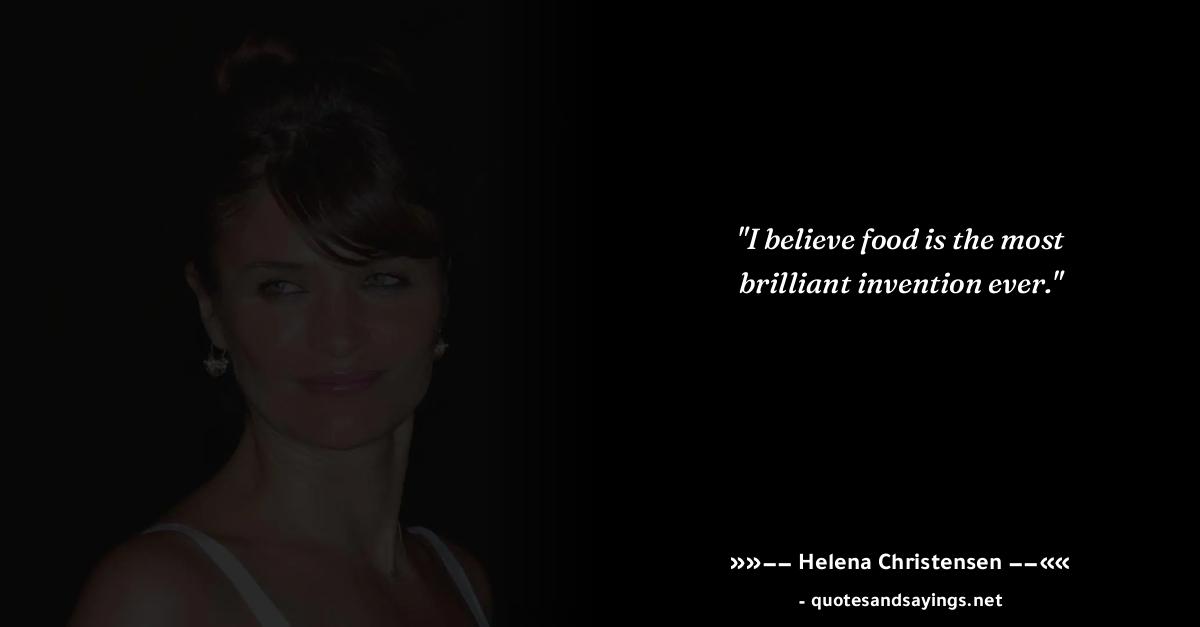 "I believe food is the most
brilliant invention ever."
»»–– Helena Christensen ––««
- quotesandsayings.net